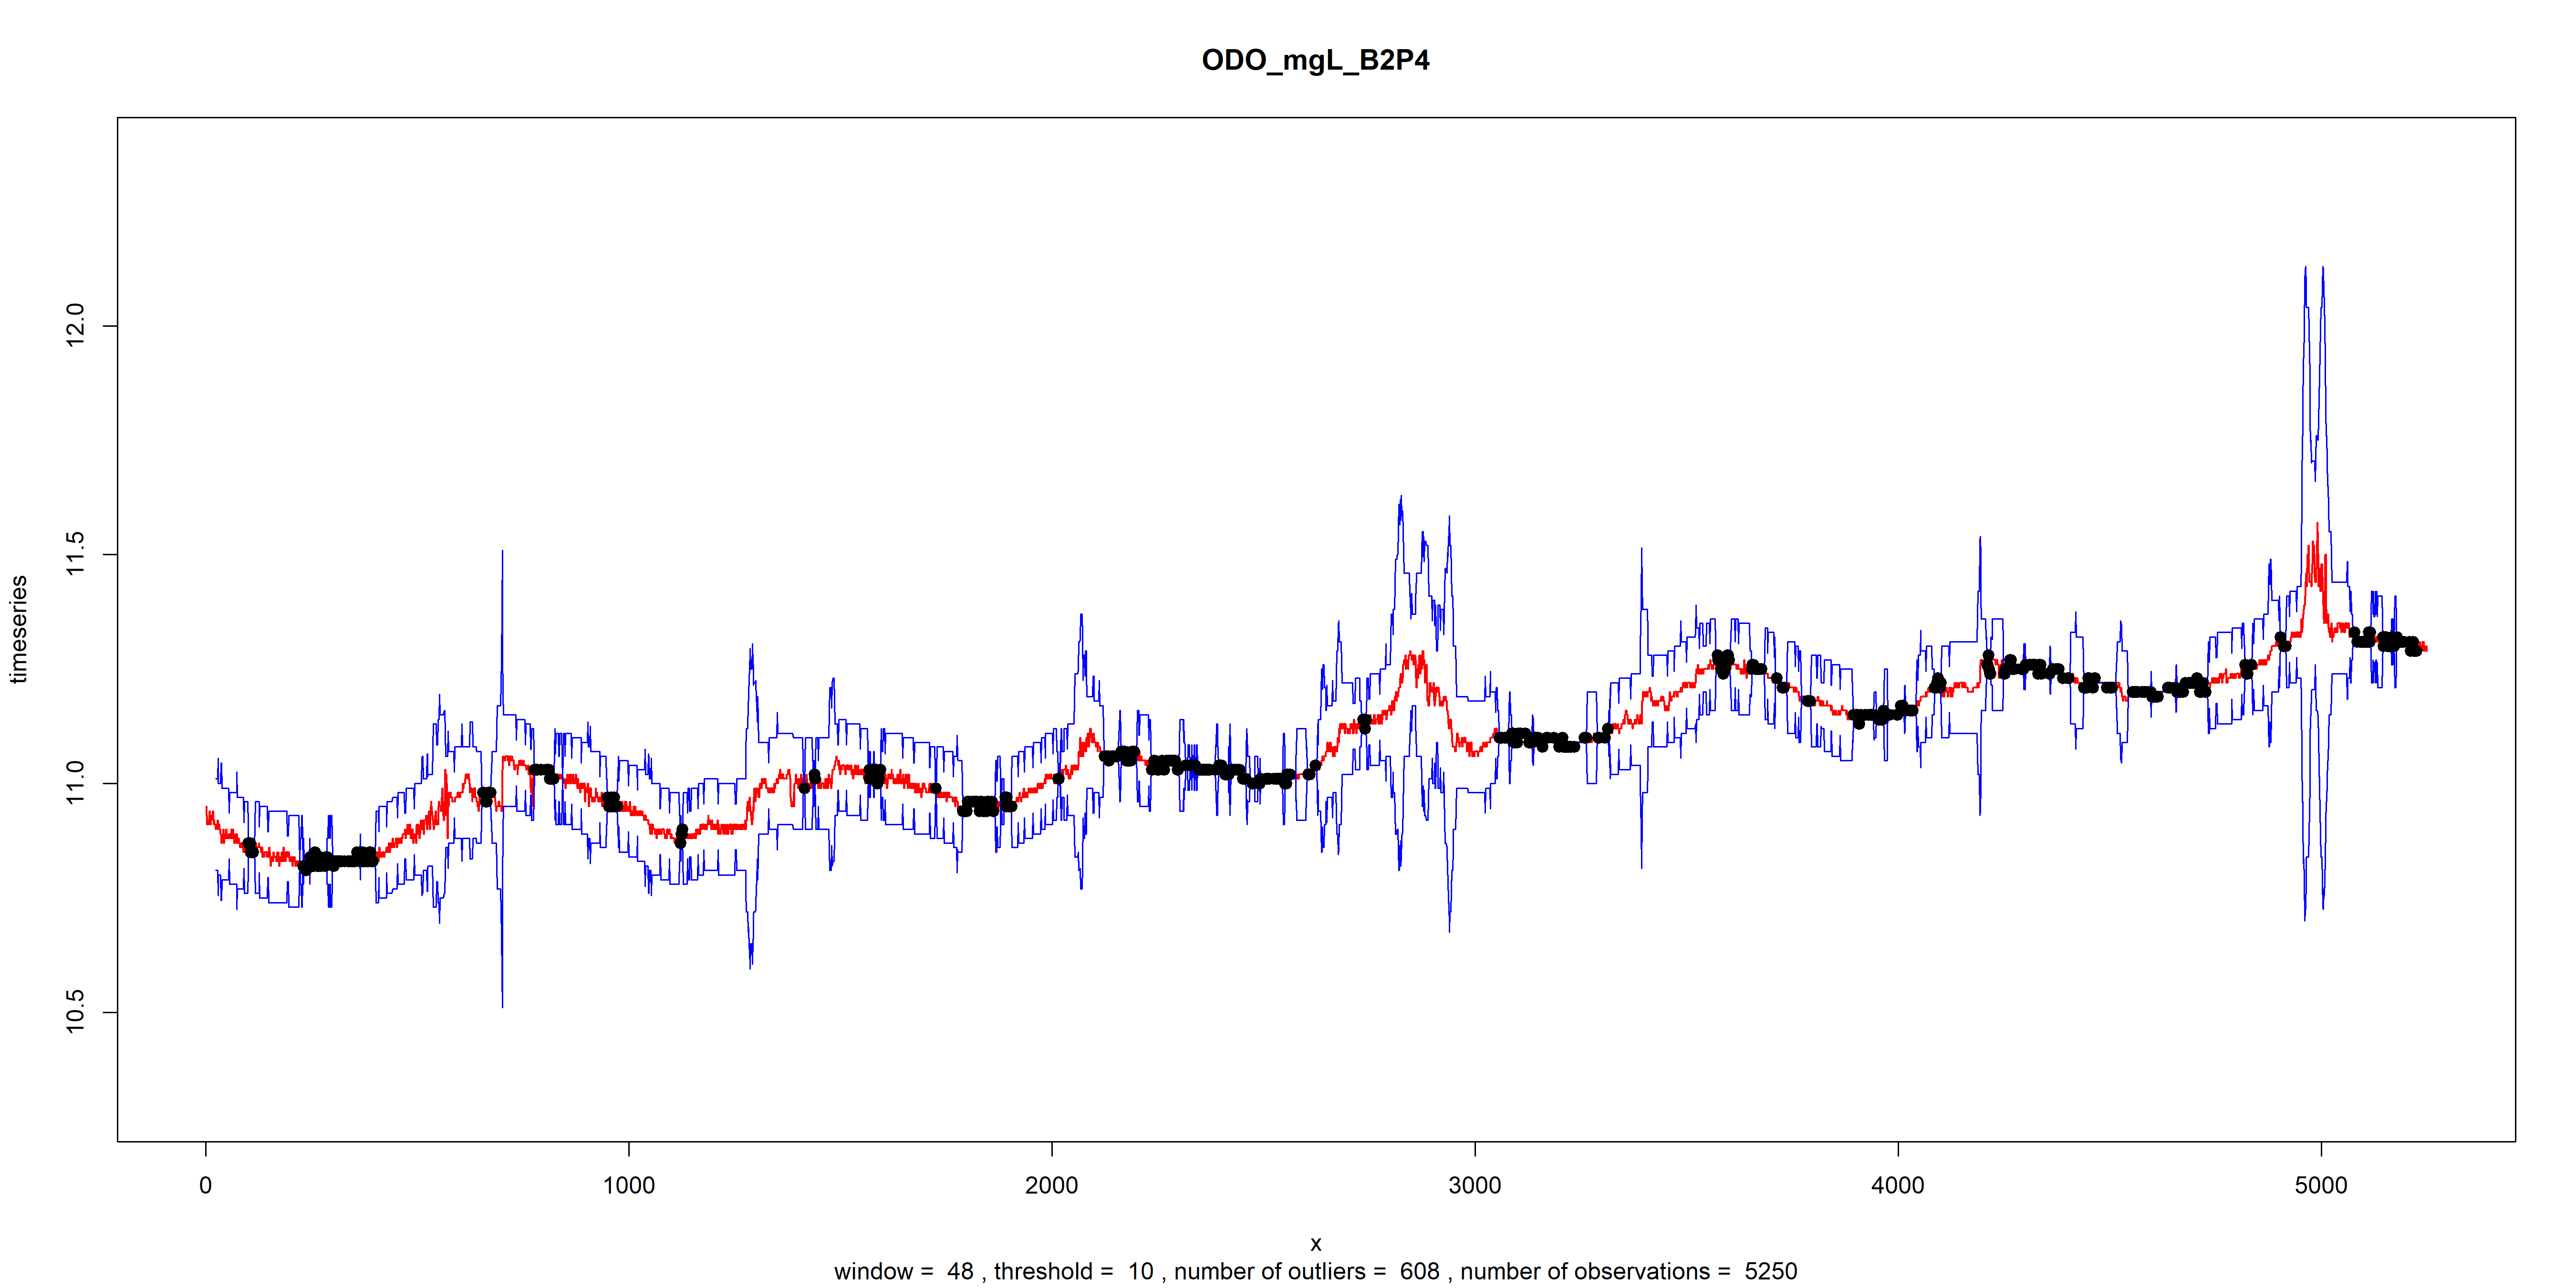 ODO_mgL_B2P4
timeseries
12.0
11.5
11.0
10.5
0 1000 2000 3000 4000 5000
x
window =  48 , threshold =  10 , number of outliers =  608 , number of observations =  5250